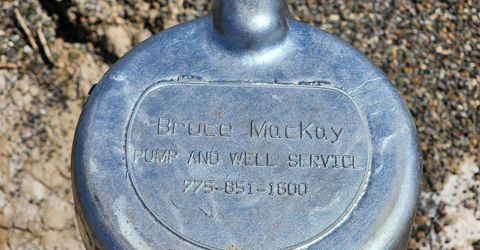 Bruce MacKay
PUMP AND WELL SERVICE
775-851-1600